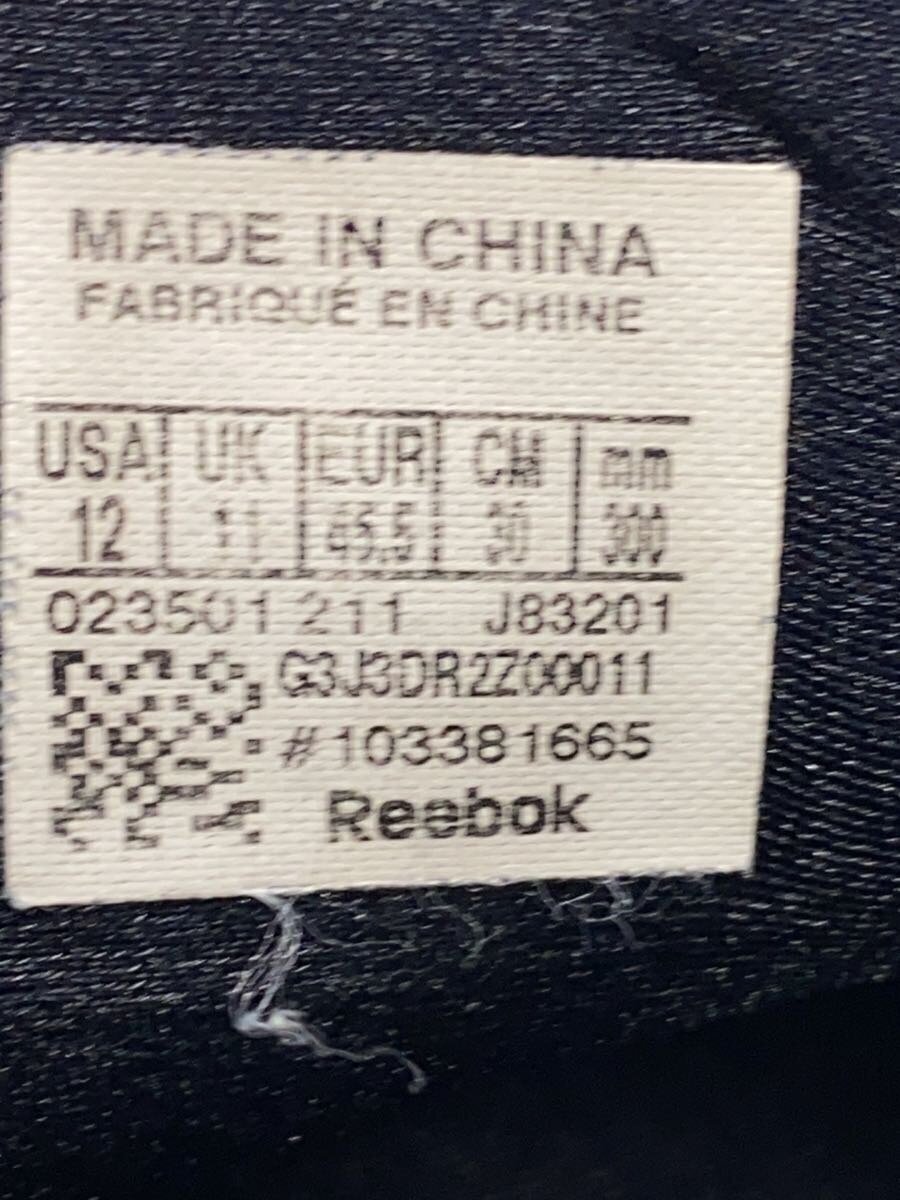 MADE IN CHINA
FABRIQUÉ EN CHINE
USA UK EUR CM mm
12 11 45.5 30 300
023501 211 J83201
G3J3DR2Z00011
#103381665
Reebok